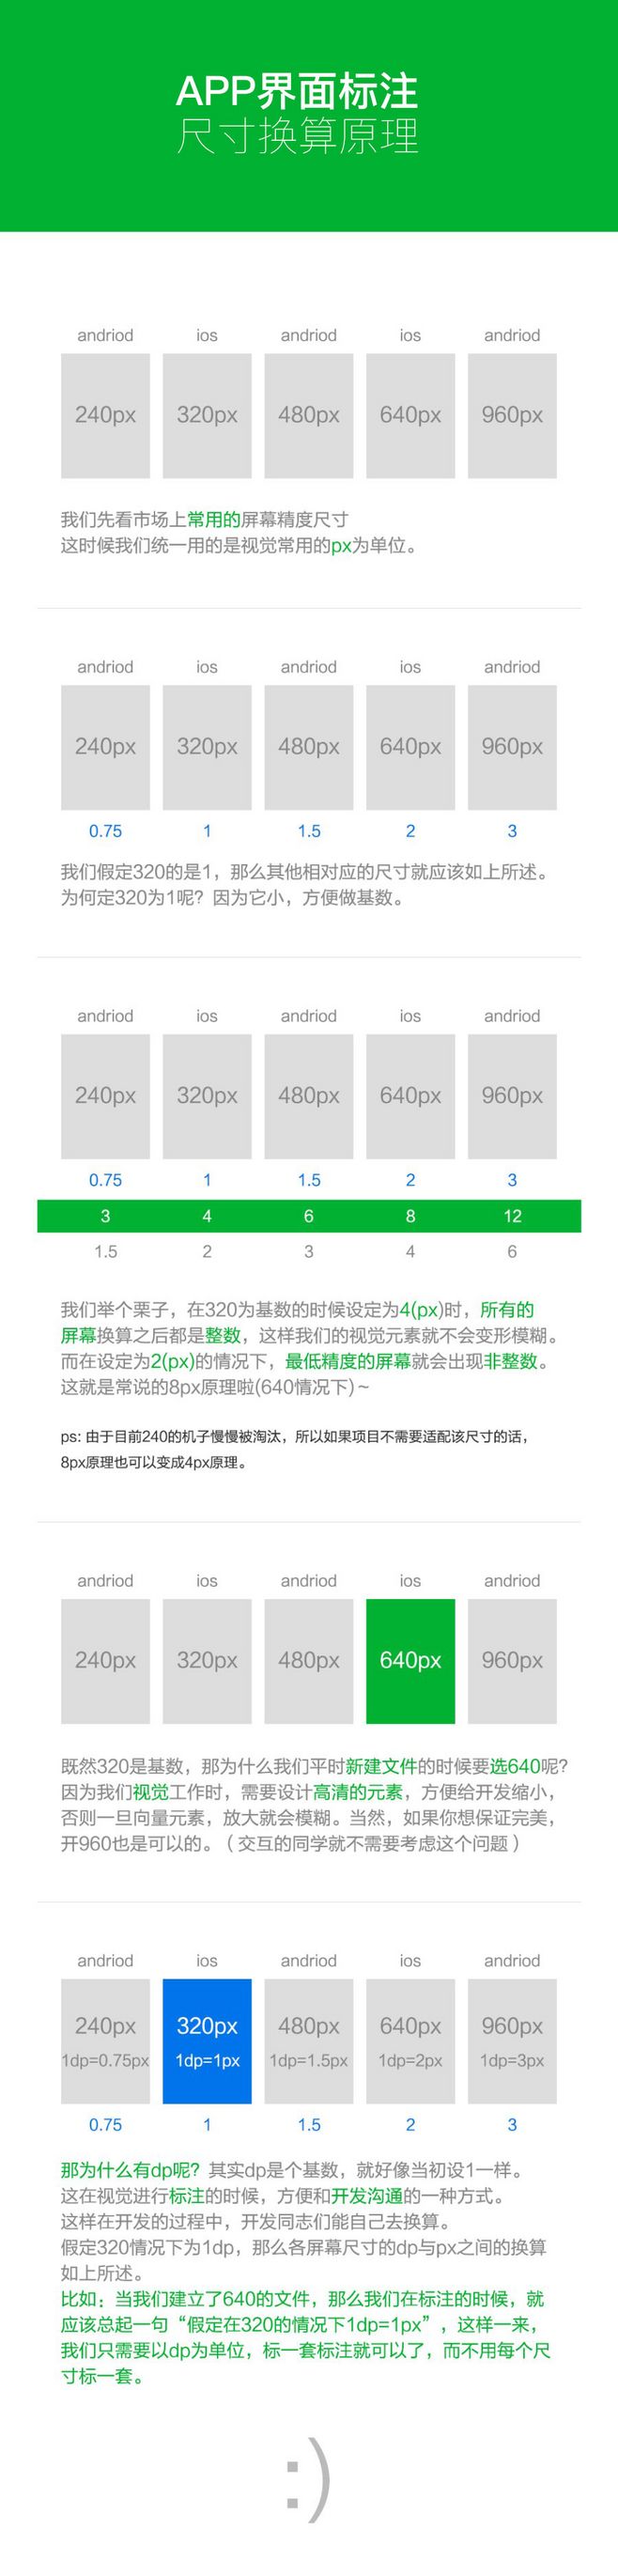 APP界面标注
尺寸换算原理
andriod ios andriod ios andriod
240px 320px 480px 640px 960px
我们先看市场上常用的屏幕精度尺寸
这时候我们统一用的是视觉常用的px为单位。
andriod ios andriod ios andriod
240px 320px 480px 640px 960px
0.75 1 1.5 2 3
我们假定320的是1，那么其他相对应的尺寸就应该如上所述。
为何定320为1呢？因为它小，方便做基数。
andriod ios andriod ios andriod
240px 320px 480px 640px 960px
0.75 1 1.5 2 3
3 4 6 8 12
1.5 2 3 4 6
我们举个栗子，在320为基数的时候设定为4(px)时，所有的
屏幕换算之后都是整数，这样我们的视觉元素就不会变形模糊。
而在设定为2(px)的情况下，最低精度的屏幕就会出现非整数。
这就是常说的8px原理啦(640情况下)~
ps: 由于目前240的机子慢慢被淘汰，所以如果项目不需要适配该尺寸的话，
8px原理也可以变成4px原理。
andriod ios andriod ios andriod
240px 320px 480px 640px 960px
既然320是基数，那为什么我们平时新建文件的时候要选640呢?
因为我们视觉工作时，需要设计高清的元素，方便给开发缩小，
否则一旦向量元素，放大就会模糊。当然，如果你想保证完美，
开960也是可以的。（交互的同学就不需要考虑这个问题）
andriod ios andriod ios andriod
240px 320px 480px 640px 960px
1dp=0.75px 1dp=1px 1dp=1.5px 1dp=2px 1dp=3px
0.75 1 1.5 2 3
那为什么有dp呢？其实dp是个基数，就好像当初设1一样。
这在视觉进行标注的时候，方便和开发沟通的一种方式。
这样在开发的过程中，开发同志们能自己去换算。
假定320情况下为1dp，那么各屏幕尺寸的dp与px之间的换算
如上所述。
比如：当我们建立了640的文件，那么我们在标注的时候，就
应该总起一句“假定在320的情况下1dp=1px”，这样一来，
我们只需要以dp为单位，标一套标注就可以了，而不用每个尺
寸标一套。
:)